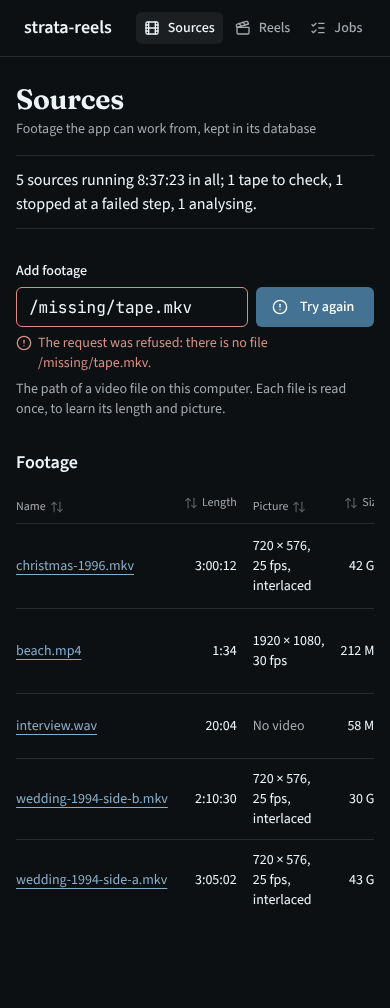 strata-reels
Sources
Reels
Jobs
Sources
Footage the app can work from, kept in its database
5 sources running 8:37:23 in all; 1 tape to check, 1
stopped at a failed step, 1 analysing.
Add footage
/missing/tape.mkv
Try again
The request was refused: there is no file
/missing/tape.mkv.
The path of a video file on this computer. Each file is read
once, to learn its length and picture.
Footage
Name
Length
Picture
christmas-1996.mkv
3:00:12
720 × 576,
25 fps,
interlaced
42 G
beach.mp4
1:34
1920 × 1080,
30 fps
212 M
interview.wav
20:04
No video
58 M
wedding-1994-side-b.mkv
2:10:30
720 × 576,
25 fps,
interlaced
30 G
wedding-1994-side-a.mkv
3:05:02
720 × 576,
25 fps,
interlaced
43 G